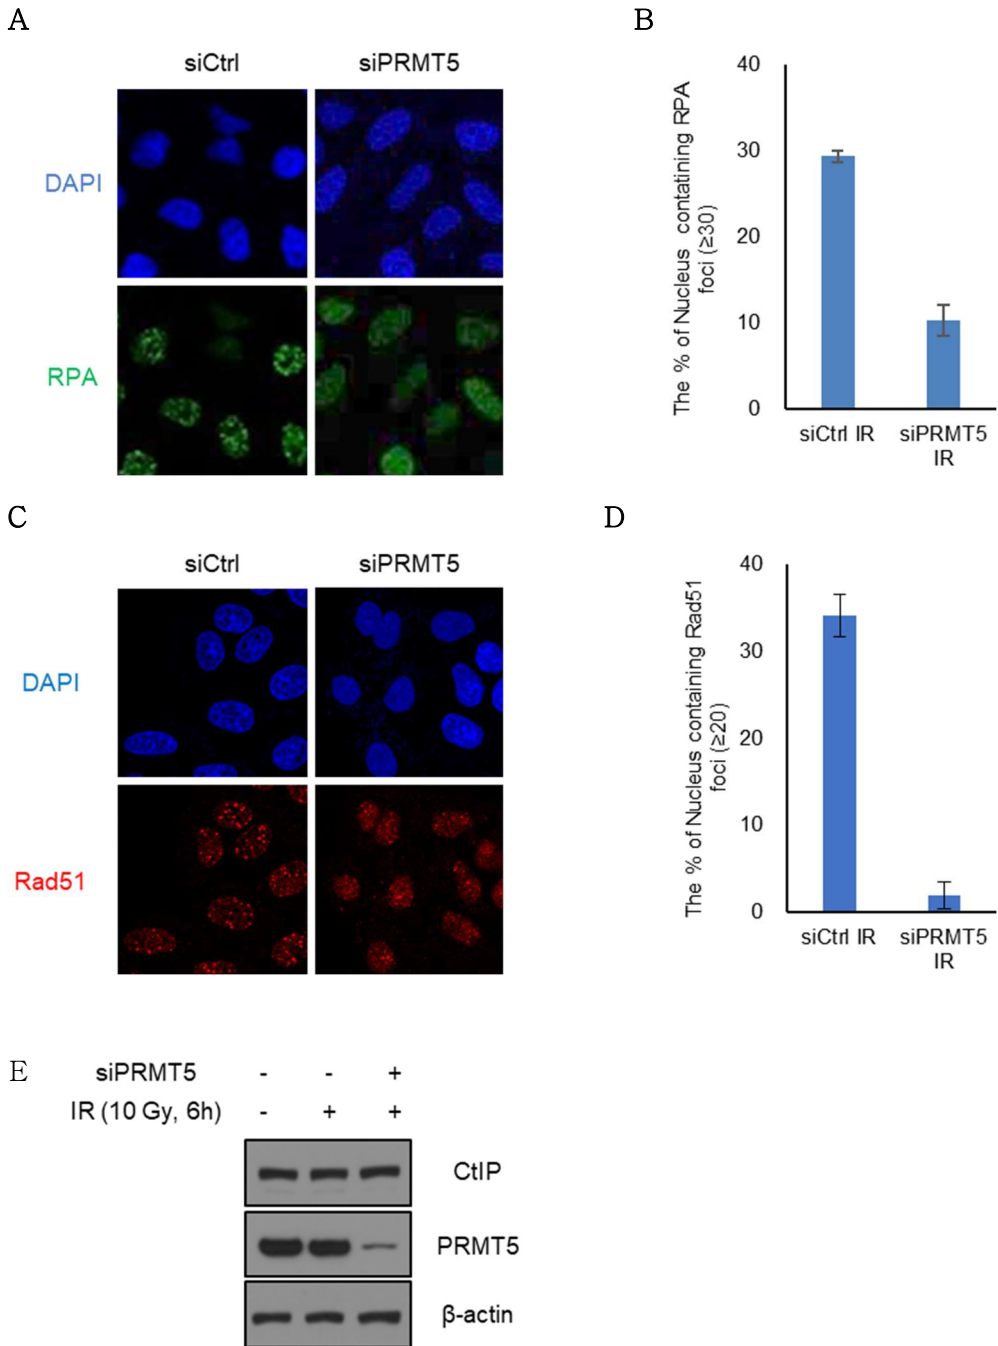 A
siCtrl siPRMT5
DAPI
RPA
B
The % of Nucleus contatining RPA
foci (≥30)
40
30
20
10
0
siCtrl IR siPRMT5
IR
C
siCtrl siPRMT5
DAPI
Rad51
D
The % of Nucleus containing Rad51
foci (≥20)
40
30
20
10
0
siCtrl IR siPRMT5
IR
E
siPRMT5 - - +
IR (10 Gy, 6h) - + +
CtIP
PRMT5
β-actin